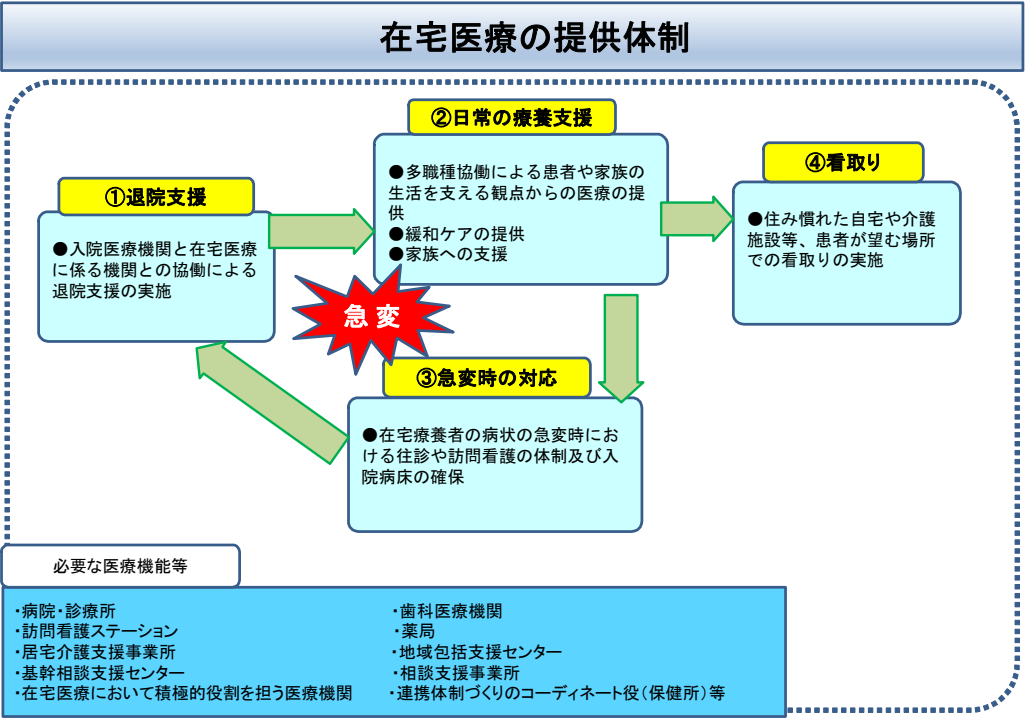 在宅医療の提供体制
①退院支援
●入院医療機関と在宅医療
に係る機関との協働による
退院支援の実施
②日常の療養支援
●多職種協働による患者や家族の
生活を支える観点からの医療の提
供
●緩和ケアの提供
●家族への支援
④看取り
●住み慣れた自宅や介護
施設等、患者が望む場所
での看取りの実施
急変
③急変時の対応
●在宅療養者の病状の急変時にお
ける往診や訪問看護の体制及び入
院病床の確保
必要な医療機能等
・病院・診療所
・訪問看護ステーション
・居宅介護支援事業所
・基幹相談支援センター
・在宅医療において積極的役割を担う医療機関
・歯科医療機関
・薬局
・地域包括支援センター
・相談支援事業所
・連携体制づくりのコーディネート役(保健所)等